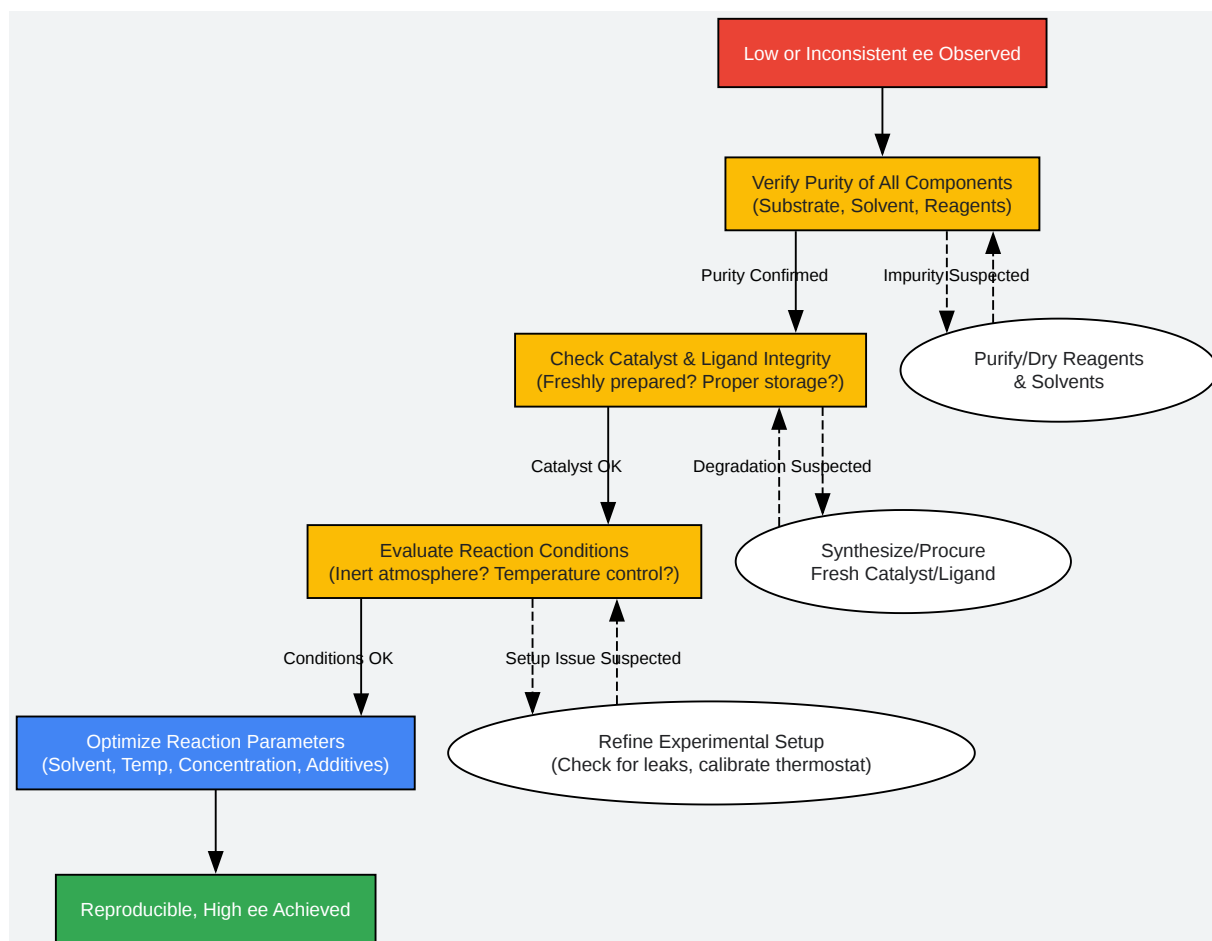 Low or Inconsistent ee Observed
Verify Purity of All Components
(Substrate, Solvent, Reagents)
Purity Confirmed
Impurity Suspected
Check Catalyst & Ligand Integrity
(Freshly prepared? Proper storage?)
Purify/Dry Reagents
& Solvents
Catalyst OK
Degradation Suspected
Evaluate Reaction Conditions
(Inert atmosphere? Temperature control?)
Synthesize/Procure
Fresh Catalyst/Ligand
Conditions OK
Setup Issue Suspected
Optimize Reaction Parameters
(Solvent, Temp, Concentration, Additives)
Refine Experimental Setup
(Check for leaks, calibrate thermostat)
Reproducible, High ee Achieved